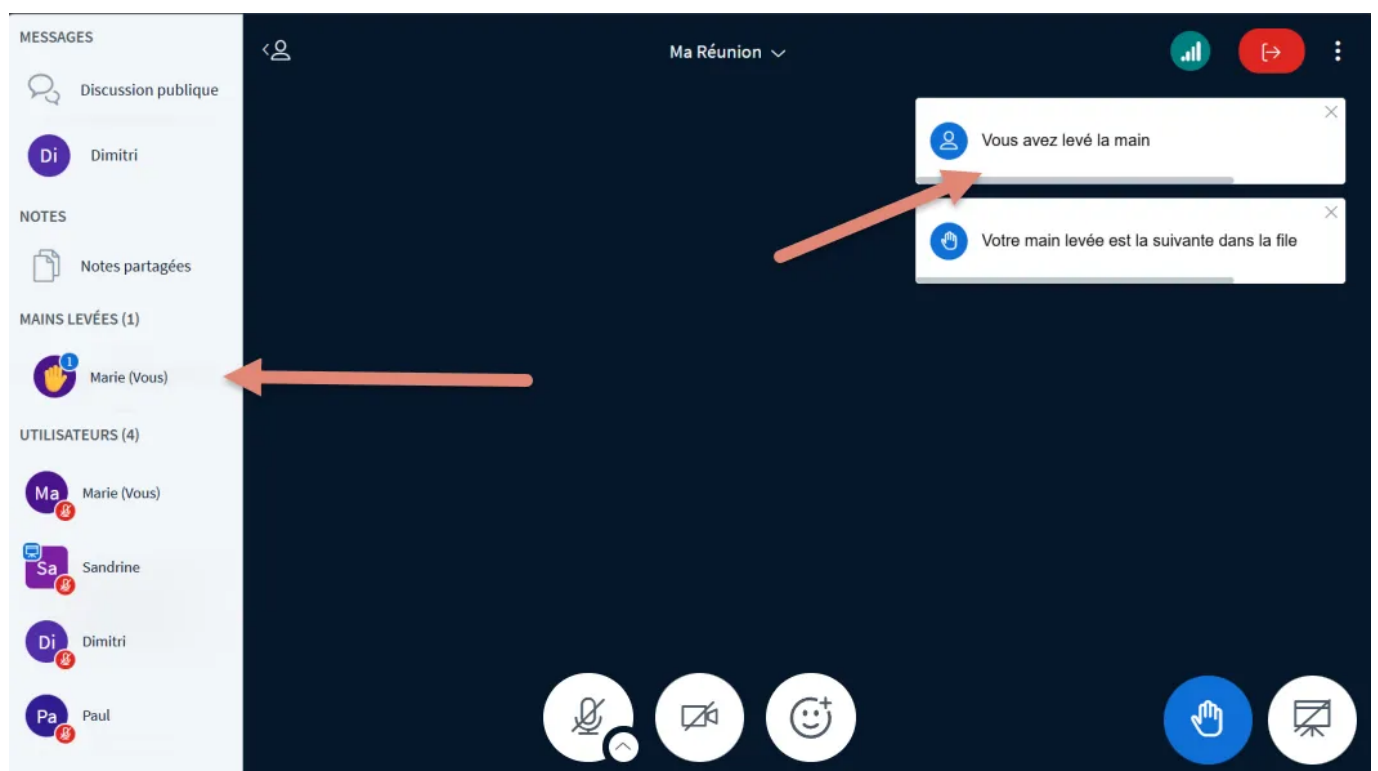 MESSAGES
Discussion publique
Di
Dimitri
NOTES
Notes partagées
MAINS LEVÉES (1)
1
Marie (Vous)
UTILISATEURS (4)
Ma
Marie (Vous)
Sa
Sandrine
Di
Dimitri
Pa
Paul
Ma Réunion
Vous avez levé la main
Votre main levée est la suivante dans la file